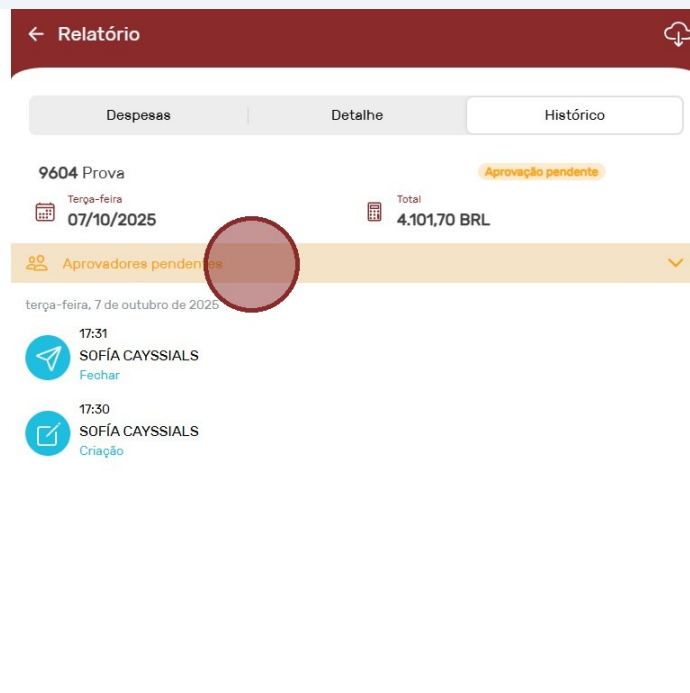 Relatório
Despesas Detalhe Histórico
9604 Prova Aprovação pendente
Terça-feira Total
07/10/2025 4.101,70 BRL
Aprovadores pendentes
terça-feira, 7 de outubro de 2025
17:31
SOFÍA CAYSSIALS
Fechar
17:30
SOFÍA CAYSSIALS
Criação